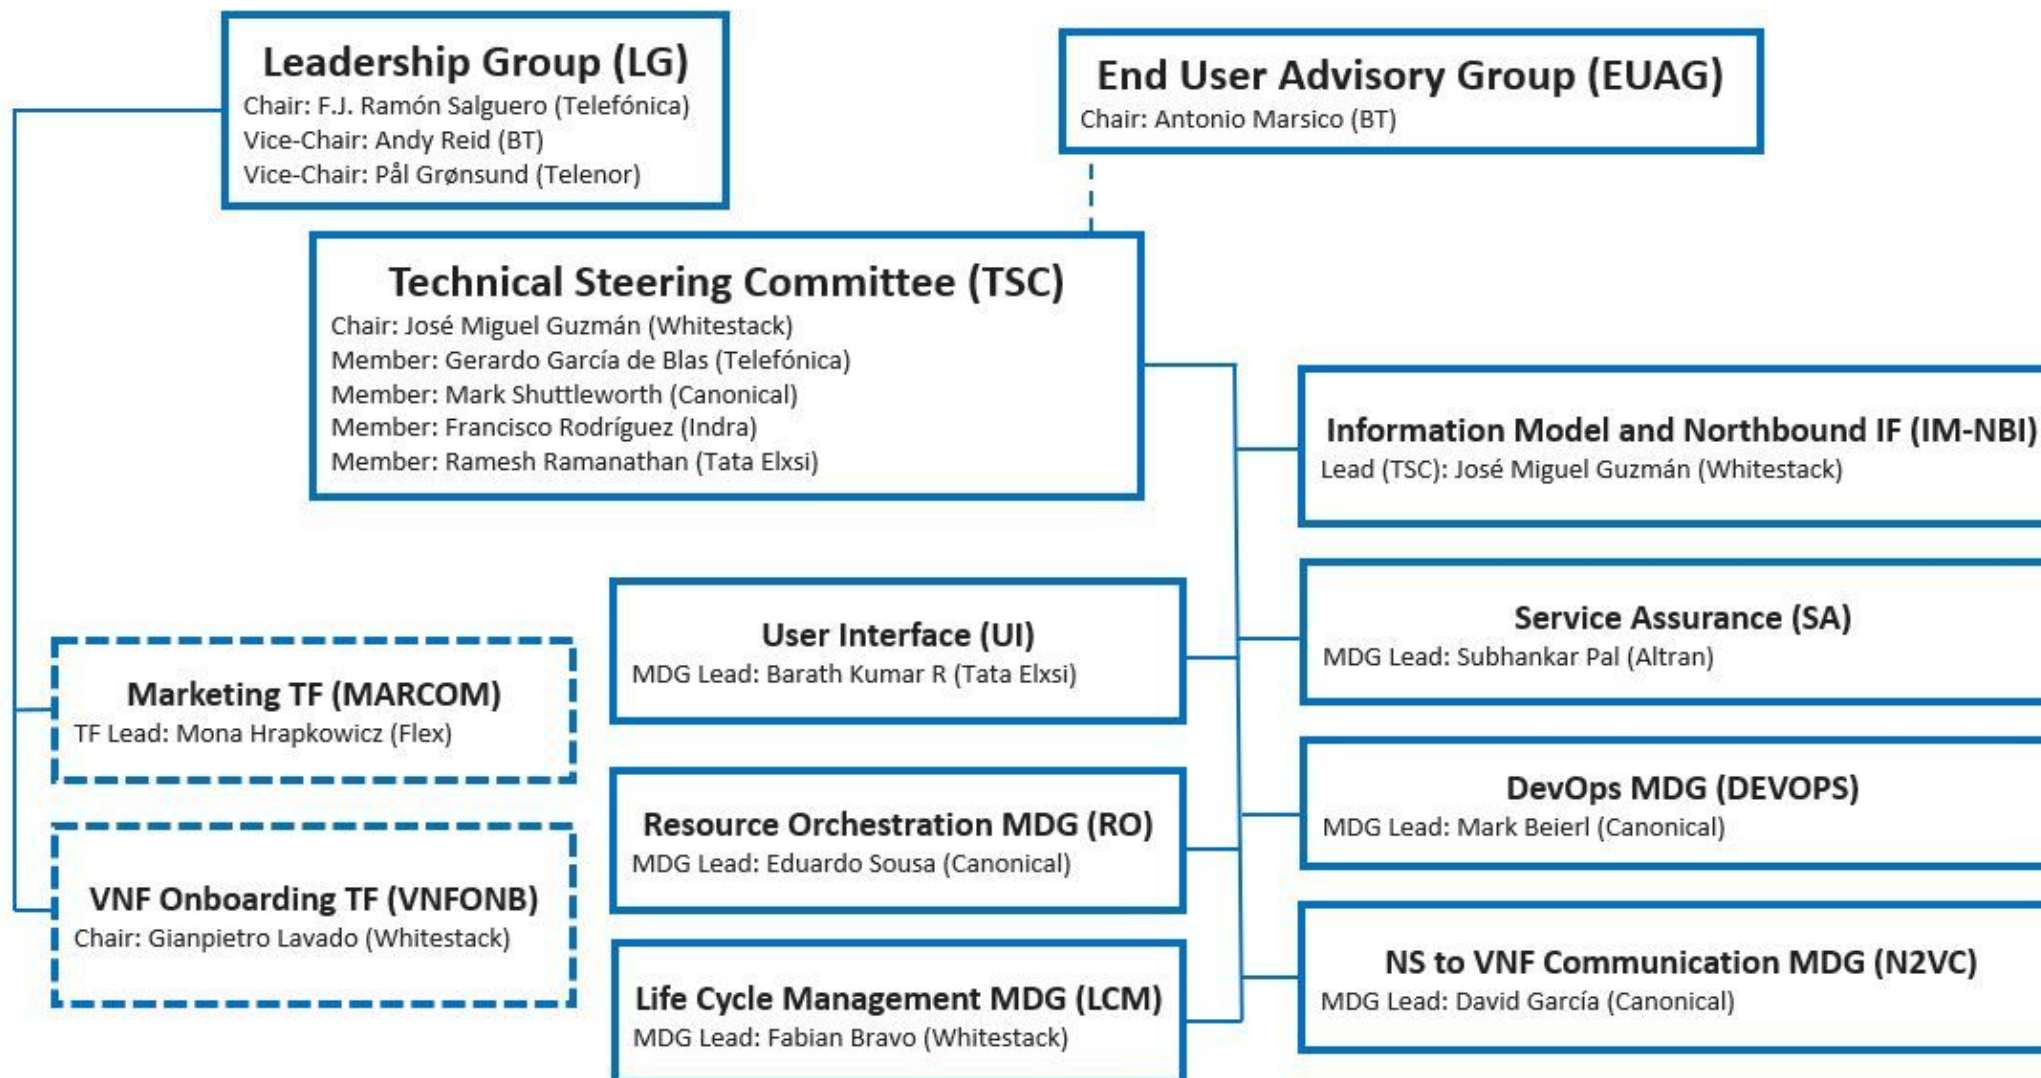 Leadership Group (LG)
Chair: F.J. Ramón Salguero (Telefónica)
Vice-Chair: Andy Reid (BT)
Vice-Chair: Pål Grønsund (Telenor)
End User Advisory Group (EUAG)
Chair: Antonio Marsico (BT)
Technical Steering Committee (TSC)
Chair: José Miguel Guzmán (Whitestack)
Member: Gerardo García de Blas (Telefónica)
Member: Mark Shuttleworth (Canonical)
Member: Francisco Rodríguez (Indra)
Member: Ramesh Ramanathan (Tata Elxsi)
Information Model and Northbound IF (IM-NBI)
Lead (TSC): José Miguel Guzmán (Whitestack)
User Interface (UI)
MDG Lead: Barath Kumar R (Tata Elxsi)
Service Assurance (SA)
MDG Lead: Subhankar Pal (Altran)
Marketing TF (MARCOM)
TF Lead: Mona Hrapkowicz (Flex)
Resource Orchestration MDG (RO)
MDG Lead: Eduardo Sousa (Canonical)
DevOps MDG (DEVOPS)
MDG Lead: Mark Beierl (Canonical)
VNF Onboarding TF (VNFONB)
Chair: Gianpietro Lavado (Whitestack)
Life Cycle Management MDG (LCM)
MDG Lead: Fabian Bravo (Whitestack)
NS to VNF Communication MDG (N2VC)
MDG Lead: David García (Canonical)